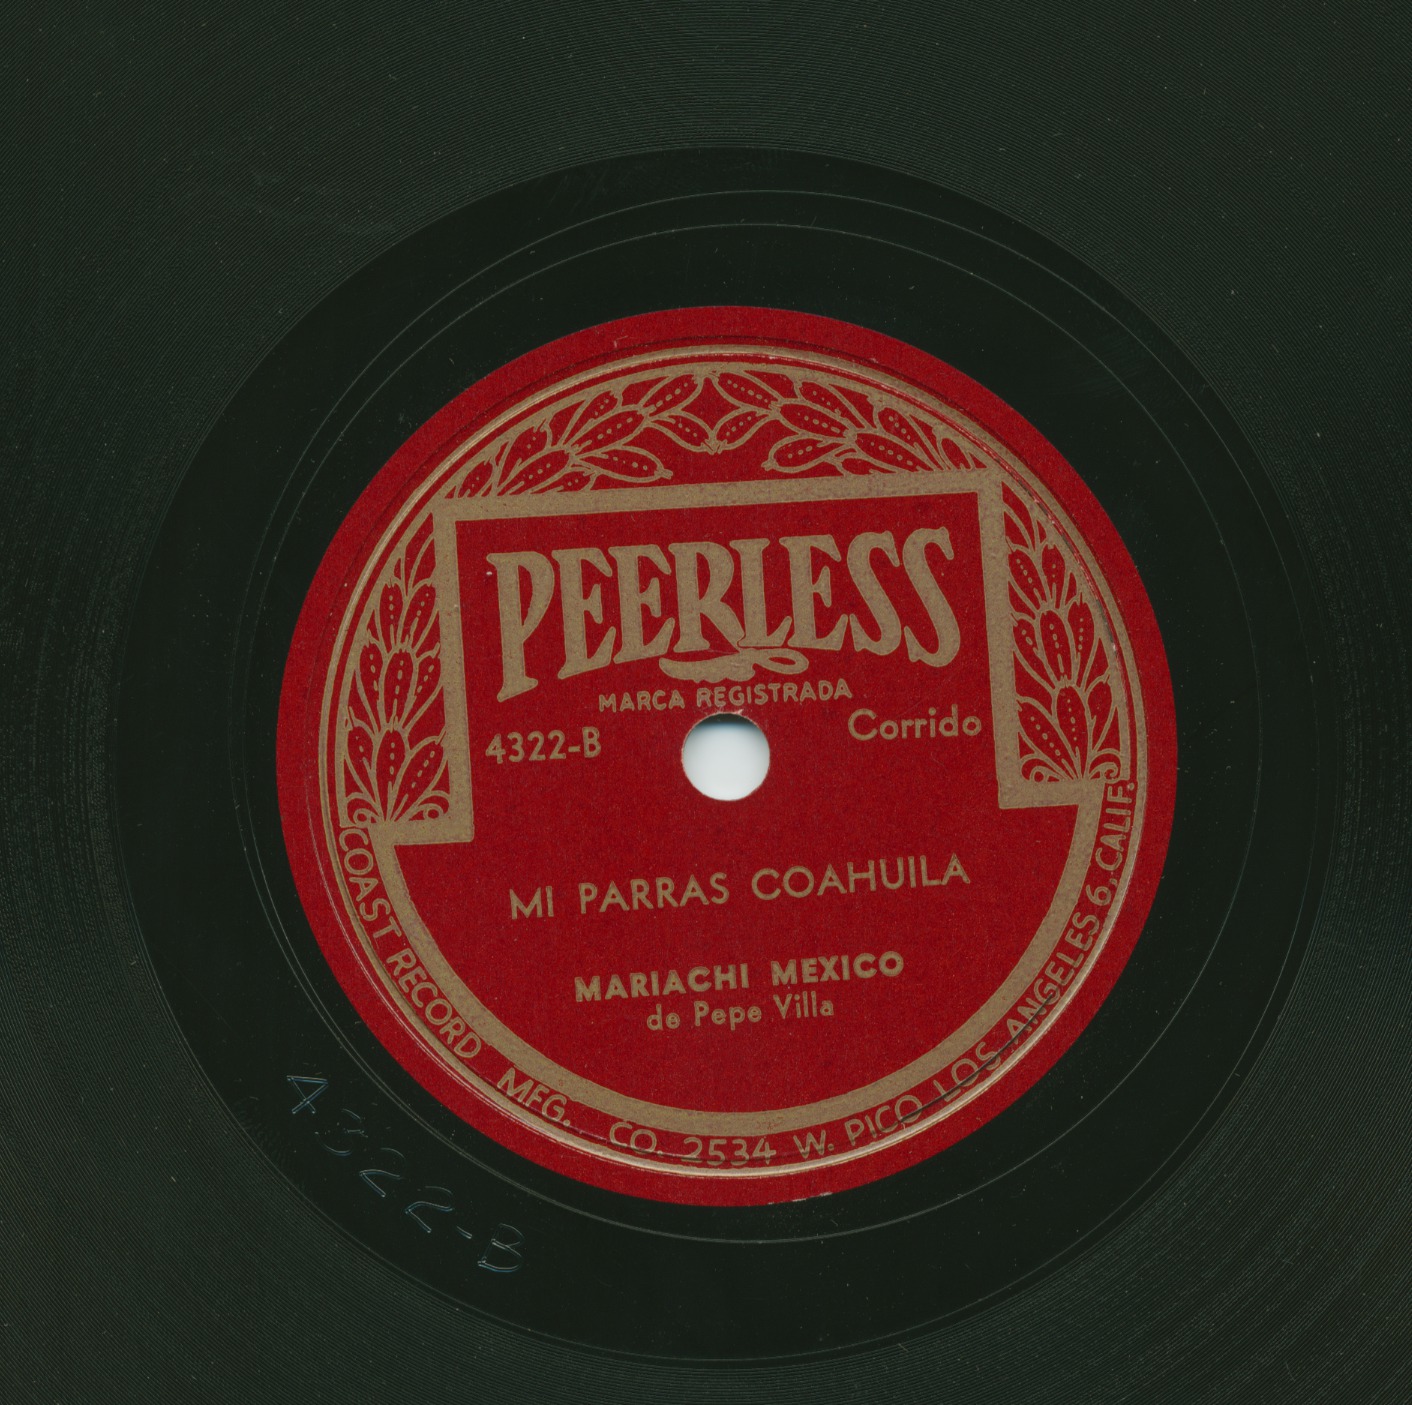 PEERLESS
MARCA REGISTRADA
4322-B
Corrido
MI PARRAS COAHUILA
MARIACHI MEXICO
de Pepe Villa
COAST RECORD MFG. CO. 2534 W. PICO LOS ANGELES 6, CALIF.
4322-B